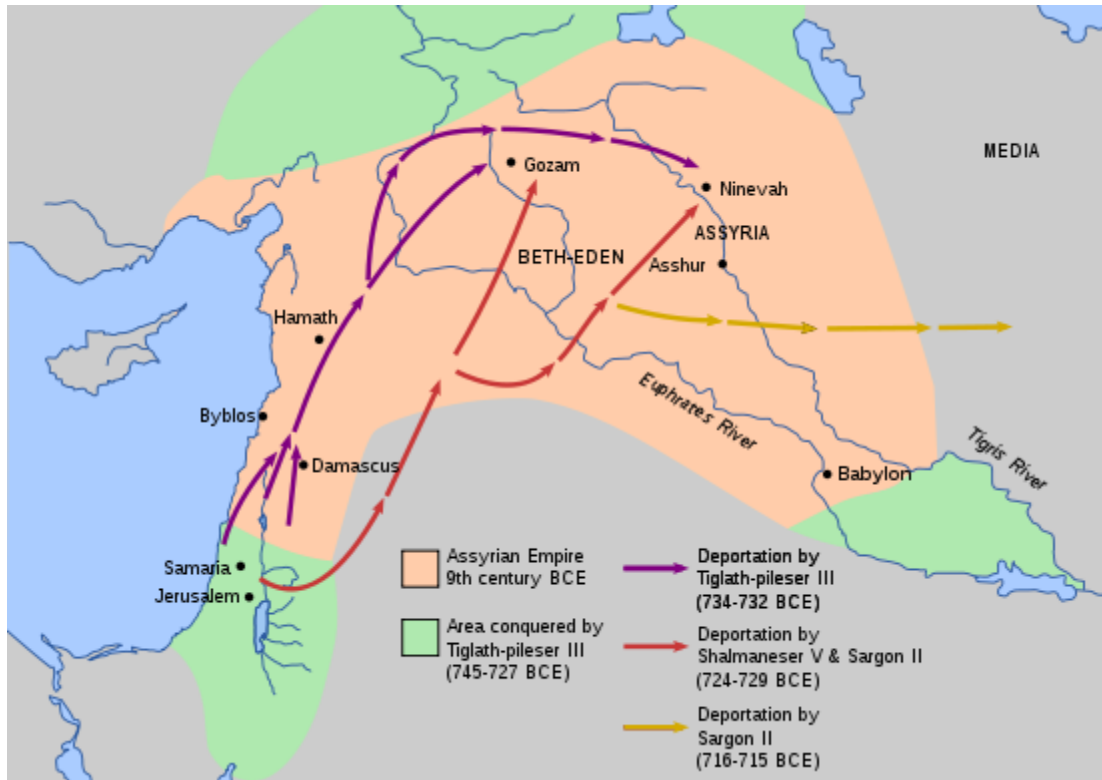 MEDIA
Gozam
Ninevah
ASSYRIA
BETH-EDEN
Asshur
Hamath
Byblos
Euphrates River
Tigris River
Damascus
Babylon
Samaria
Jerusalem
Assyrian Empire
9th century BCE
Area conquered by
Tiglath-pileser III
(745-727 BCE)
Deportation by
Tiglath-pileser III
(734-732 BCE)
Deportation by
Shalmaneser V & Sargon II
(724-729 BCE)
Deportation by
Sargon II
(716-715 BCE)